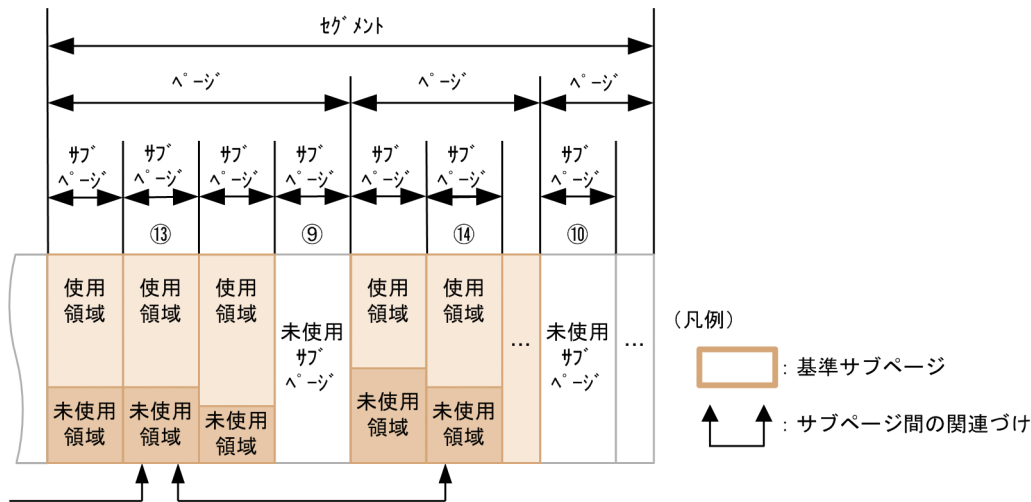 ｾｸﾞﾒﾝﾄ
ﾍﾟｰｼﾞ ﾍﾟｰｼﾞ ﾍﾟｰｼﾞ
ｻﾌﾞ ｻﾌﾞ ｻﾌﾞ ｻﾌﾞ ｻﾌﾞ ｻﾌﾞ ｻﾌﾞ
ﾍﾟｰｼﾞ ﾍﾟｰｼﾞ ﾍﾟｰｼﾞ ﾍﾟｰｼﾞ ﾍﾟｰｼﾞ ﾍﾟｰｼﾞ ﾍﾟｰｼﾞ
⑬ ⑨ ⑭ ⑩
使用 使用 使用 使用 使用
領域 領域 領域 領域 領域
未使用 未使用
ｻﾌﾞ ｻﾌﾞ
ﾍﾟｰｼﾞ ﾍﾟｰｼﾞ
… …
未使用 未使用 未使用 未使用 未使用
領域 領域 領域 領域 領域
（凡例）
：基準サブページ
：サブページ間の関連づけ